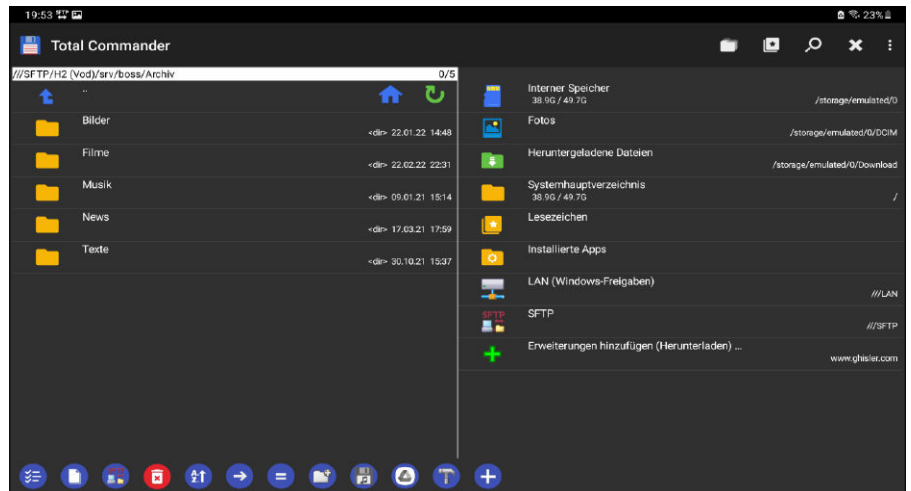 19:53 23%
Total Commander
///SFTP/H2 (Vod)/srv/boss/Archiv 0/5
..
Bilder
<dir> 22.01.22 14:48
Filme
<dir> 22.02.22 22:31
Musik
<dir> 09.01.21 15:14
News
<dir> 17.03.21 17:59
Texte
<dir> 30.10.21 15:37
Interner Speicher
38.9G / 49.7G
/storage/emulated/0
Fotos
/storage/emulated/0/DCIM
Heruntergeladene Dateien
/storage/emulated/0/Download
Systemhauptverzeichnis
38.9G / 49.7G
/
Lesezeichen
Installierte Apps
LAN (Windows-Freigaben)
///LAN
SFTP
SFTP
///SFTP
Erweiterungen hinzufügen (Herunterladen) ...
www.ghisler.com